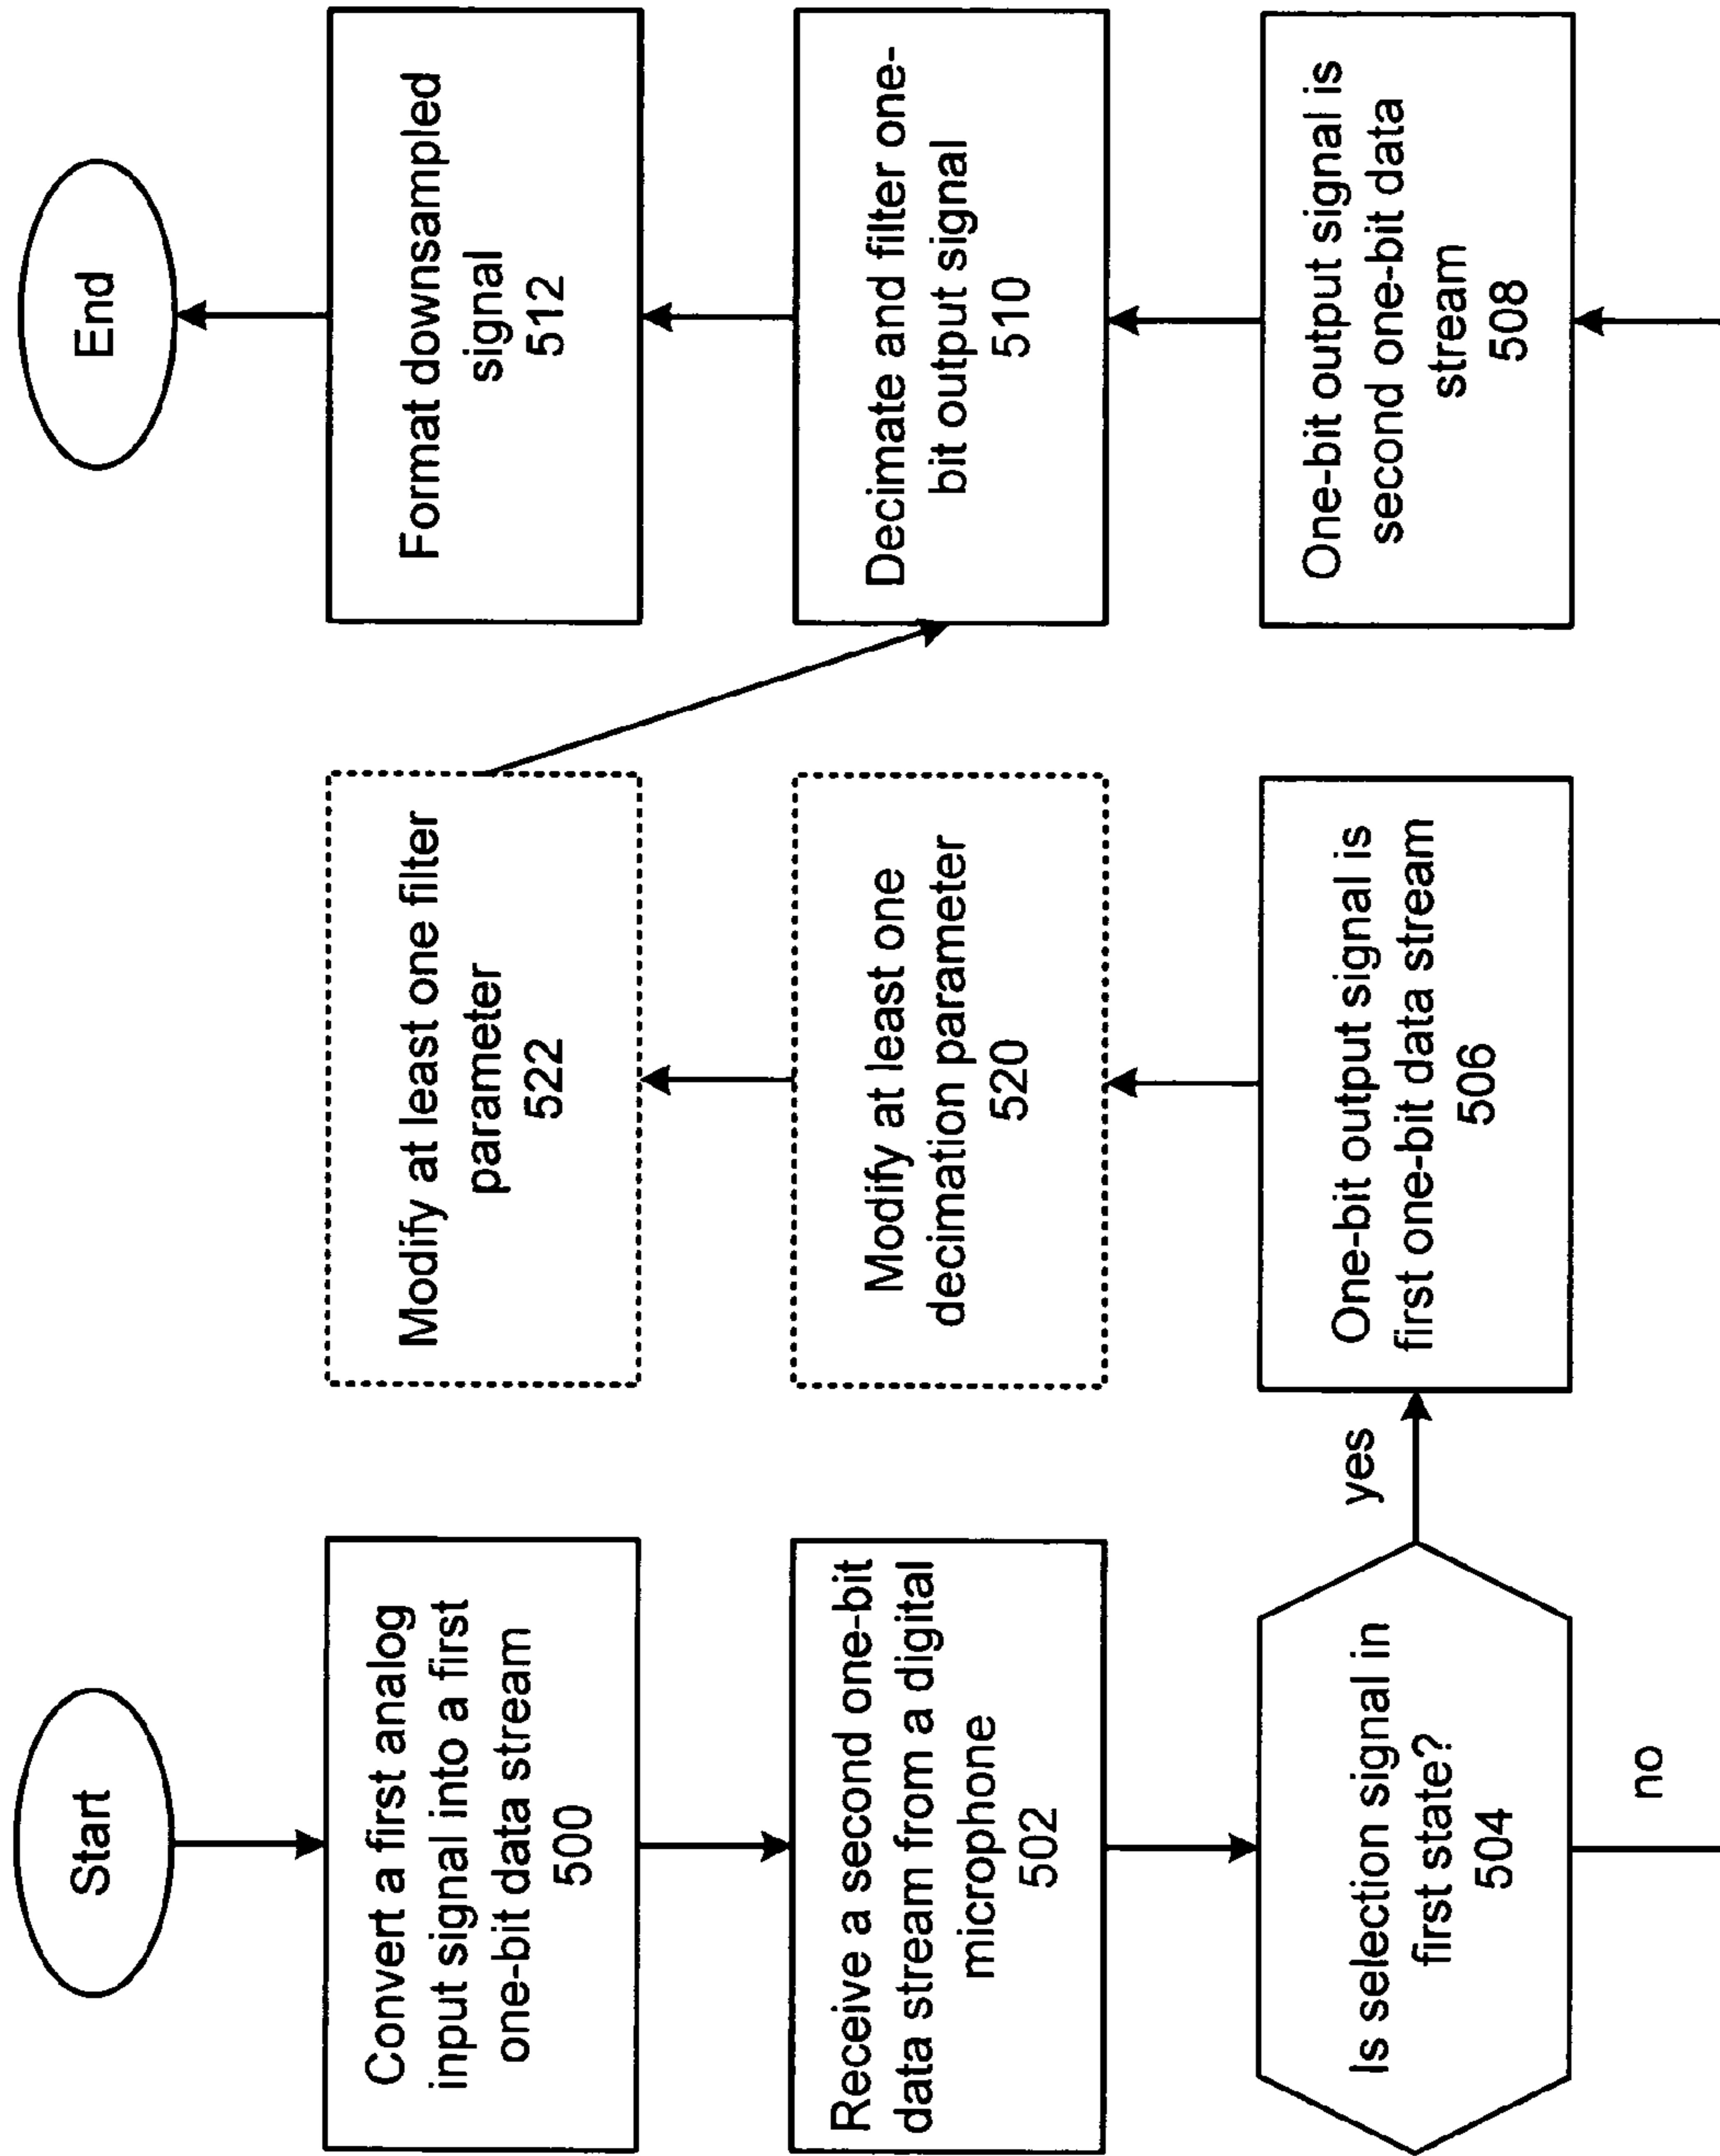 Start
Convert a first analog
input signal into a first
one-bit data stream
500
Receive a second one-bit
data stream from a digital
microphone
502
Is selection signal in
first state?
504
yes
no
One-bit output signal is
first one-bit data stream
506
Modify at least one
decimation parameter
520
Modify at least one filter
parameter
522
One-bit output signal is
second one-bit data
stream
508
Decimate and filter one-
bit output signal
510
Format downsampled
signal
512
End